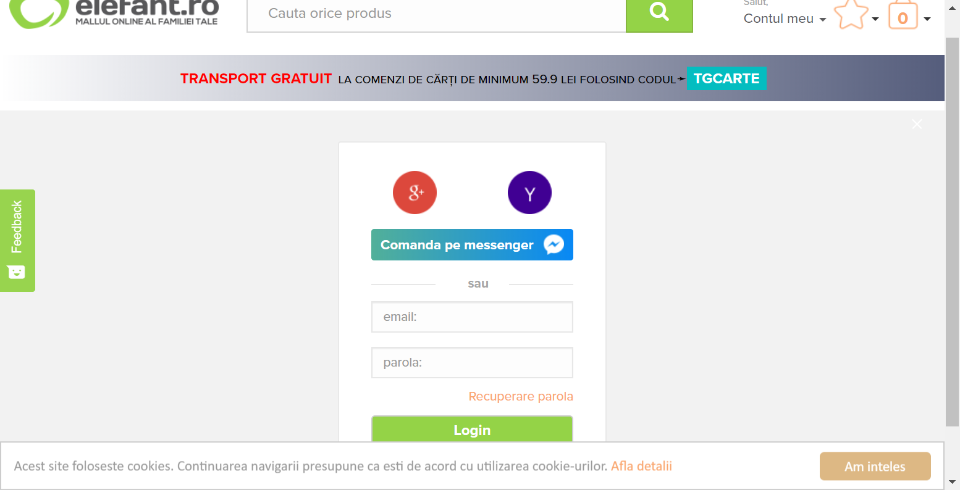 elefant.ro
MALLUL ONLINE AL FAMILIEI TALE
Cauta orice produs
Salut,
Contul meu
0
TRANSPORT GRATUIT LA COMENZI DE CĂRȚI DE MINIMUM 59.9 LEI FOLOSIND CODUL TGCARTE
×
Feedback
g+
Y
Comanda pe messenger
sau
email:
parola:
Recuperare parola
Login
Acest site foloseste cookies. Continuarea navigarii presupune ca esti de acord cu utilizarea cookie-urilor. Afla detalii
Am inteles